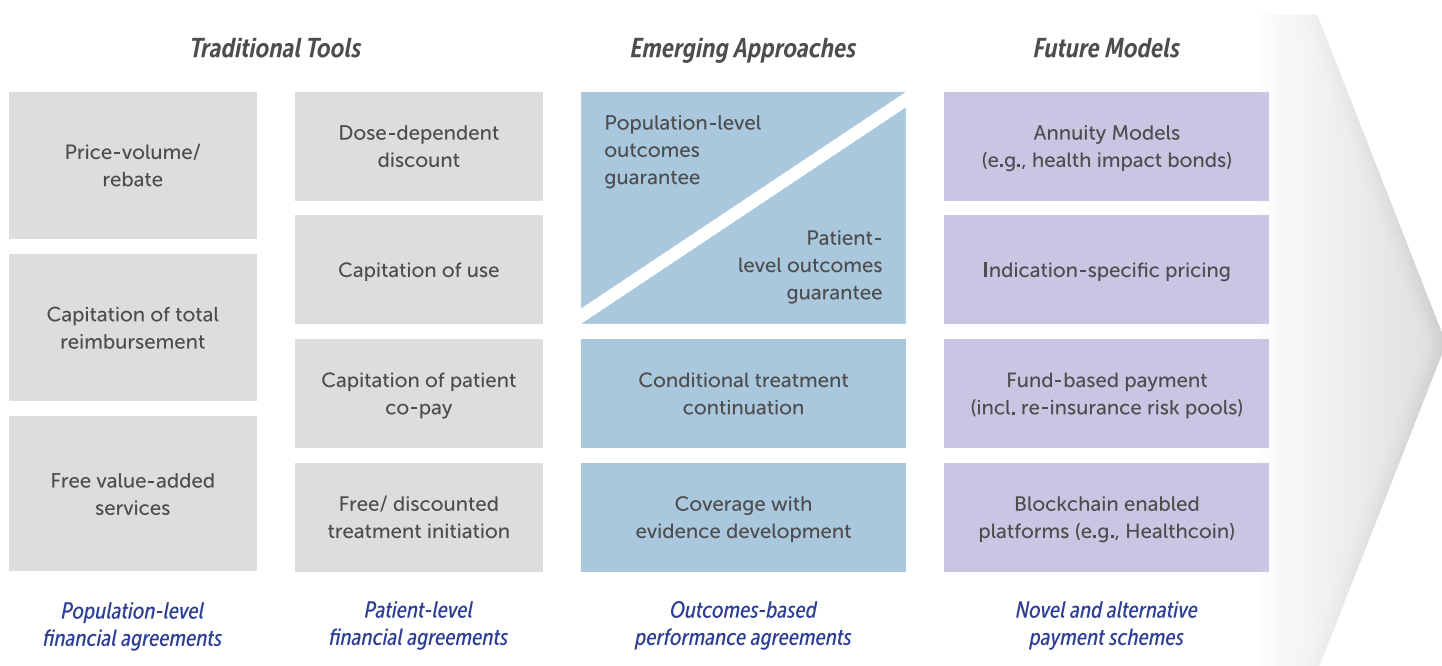 Traditional Tools
Emerging Approaches
Future Models
Price-volume/
rebate
Capitation of total
reimbursement
Free value-added
services
Population-level
financial agreements
Dose-dependent
discount
Capitation of use
Capitation of patient
co-pay
Free/ discounted
treatment initiation
Patient-level
financial agreements
Population-level
outcomes
guarantee
Patient-
level outcomes
guarantee
Conditional treatment
continuation
Coverage with
evidence development
Outcomes-based
performance agreements
Annuity Models
(e.g., health impact bonds)
Indication-specific pricing
Fund-based payment
(incl. re-insurance risk pools)
Blockchain enabled
platforms (e.g., Healthcoin)
Novel and alternative
payment schemes